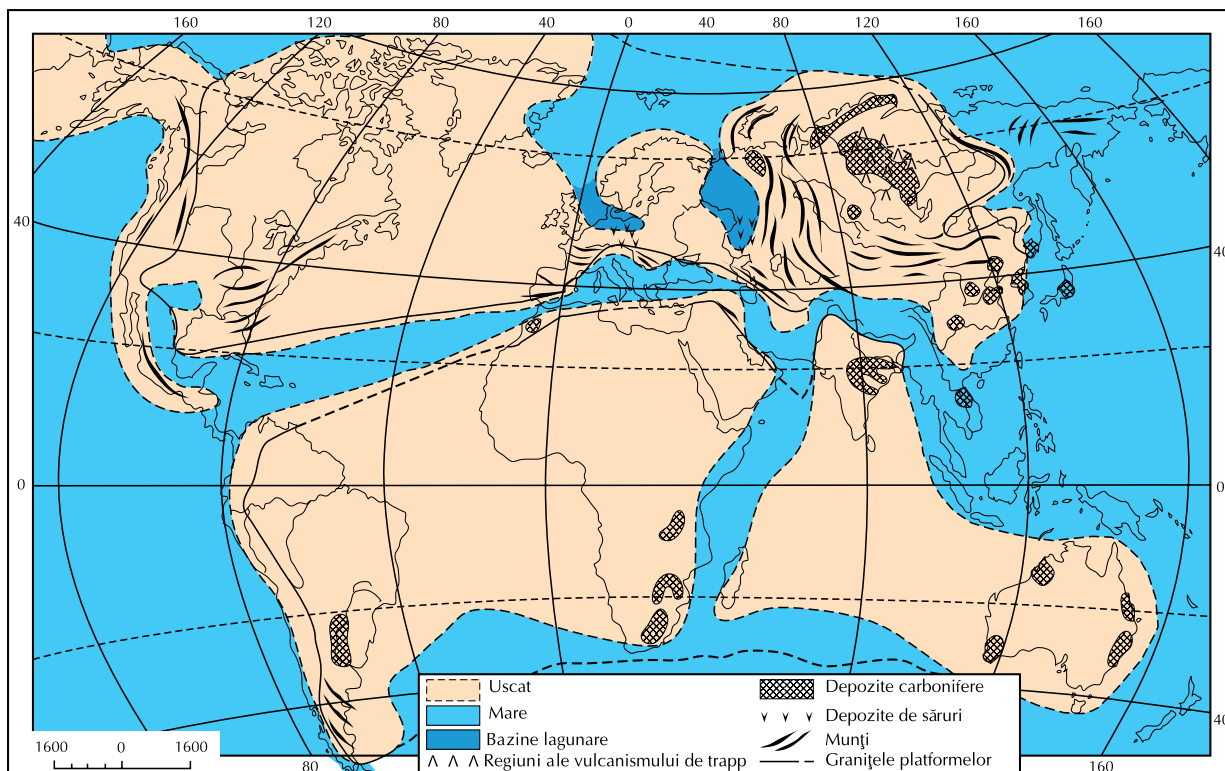 160 120 80 40 0 40 80 120 160 160
40 40
0 0
40
Uscat
Mare
Bazine lagunare
Regiuni ale vulcanismului de trapp
Depozite carbonifere
Depozite de săruri
Munţi
Graniţele platformelor
1600 0 1600
80 160